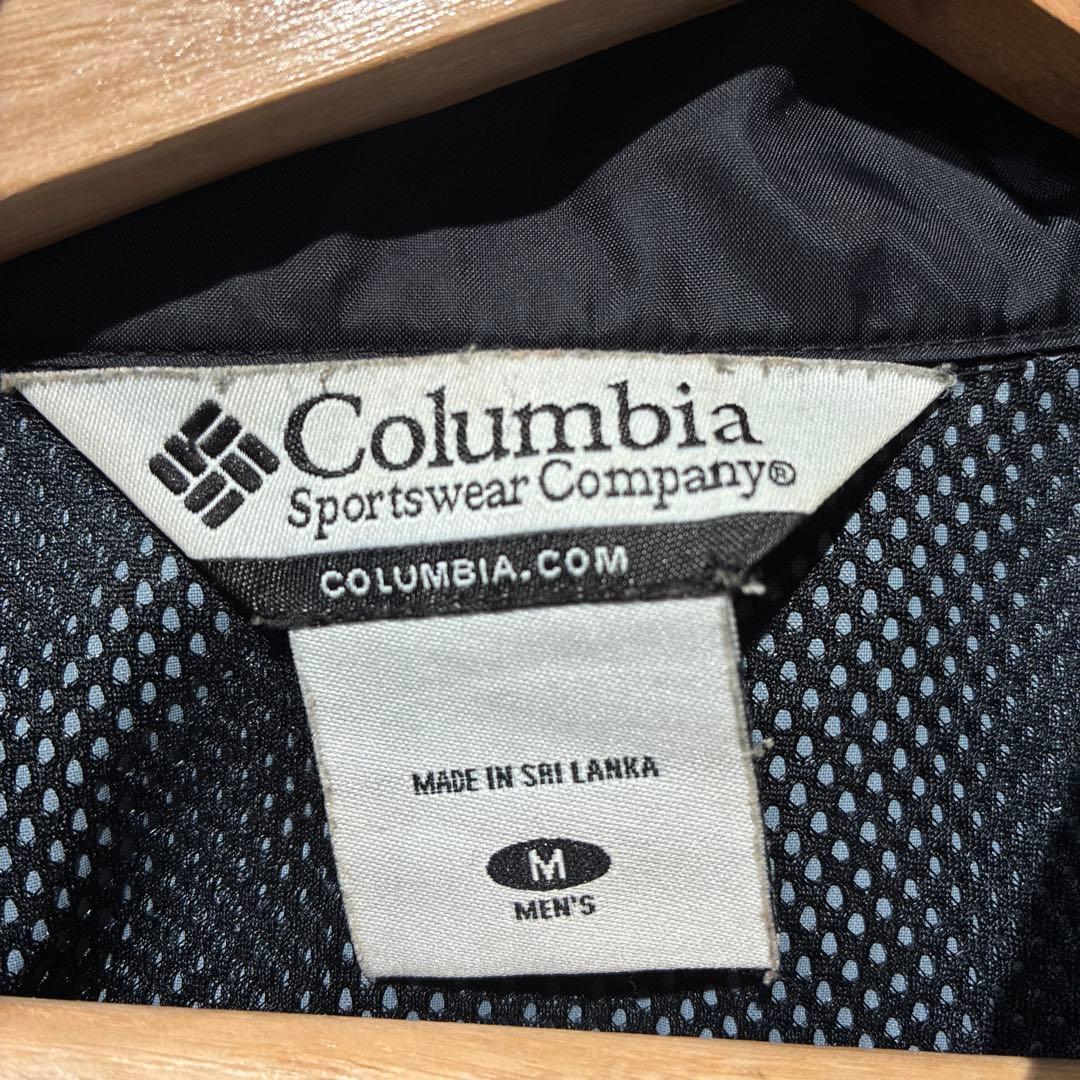 Columbia
Sportswear Company®
COLUMBIA.COM
MADE IN SRI LANKA
M
MEN'S